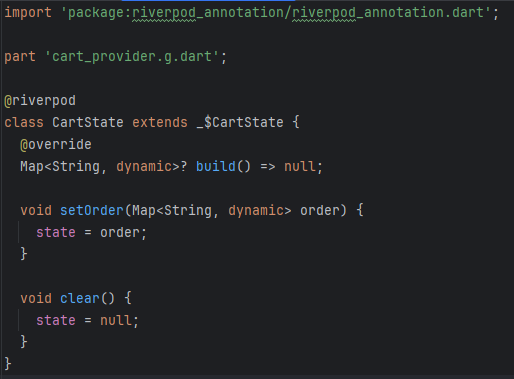 import 'package:riverpod_annotation/riverpod_annotation.dart';
part 'cart_provider.g.dart';
@riverpod
class CartState extends _$CartState {
@override
Map<String, dynamic>? build() => null;
void setOrder(Map<String, dynamic> order) {
state = order;
}
void clear() {
state = null;
}
}